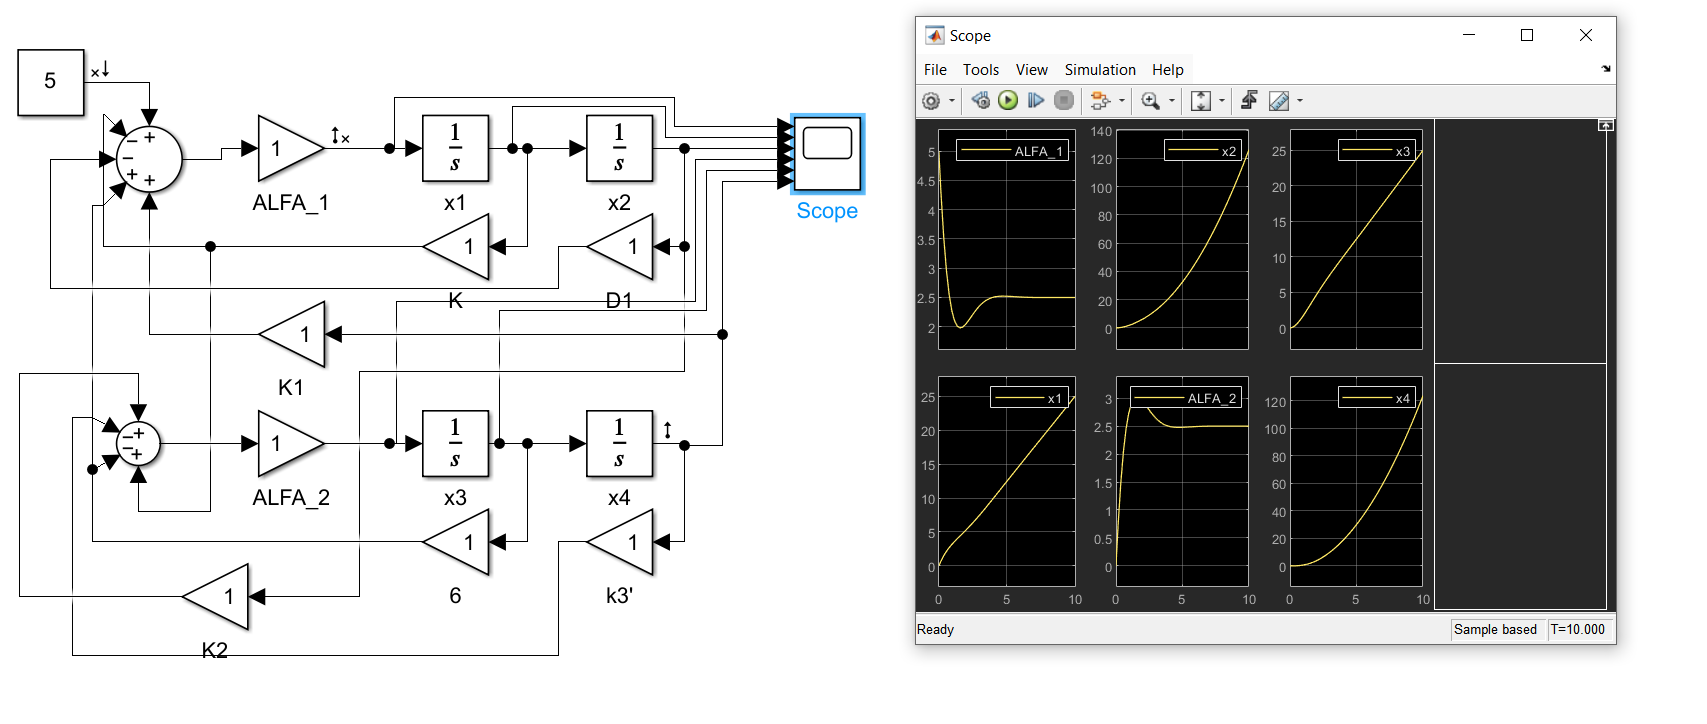 5
+
−
−
+
+
1
ALFA_1
1
s
x1
1
s
x2
Scope
1
K
1
D1
1
K1
−
+
−
+
1
ALFA_2
1
s
x3
1
s
x4
1
6
1
k3'
1
K2
Scope
File Tools View Simulation Help
ALFA_1
5
4.5
4
3.5
3
2.5
2
x2
140
120
100
80
60
40
20
0
x3
25
20
15
10
5
0
x1
25
20
15
10
5
0
0 5 10
ALFA_2
3
2.5
2
1.5
1
0.5
0
0 5 10
x4
120
100
80
60
40
20
0
0 5 10
Ready
Sample based T=10.000